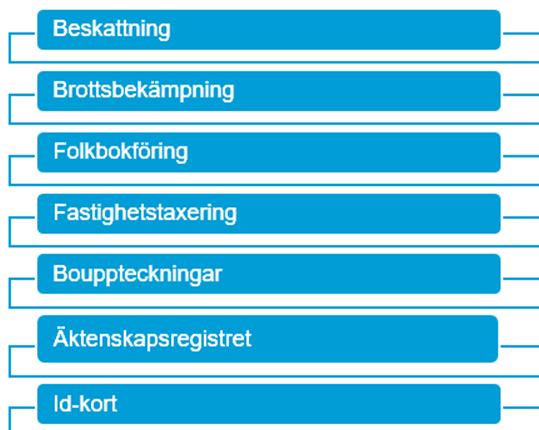 Beskattning
Brottsbekämpning
Folkbokföring
Fastighetstaxering
Bouppteckningar
Äktenskapsregistret
Id-kort